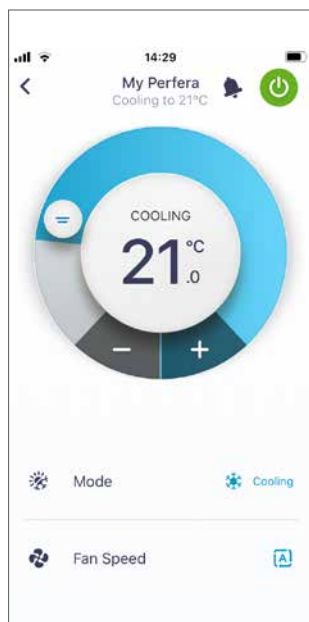 14:29
My Perfera
Cooling to 21°C
COOLING
21.0 °C
− +
Mode Cooling
Fan Speed A